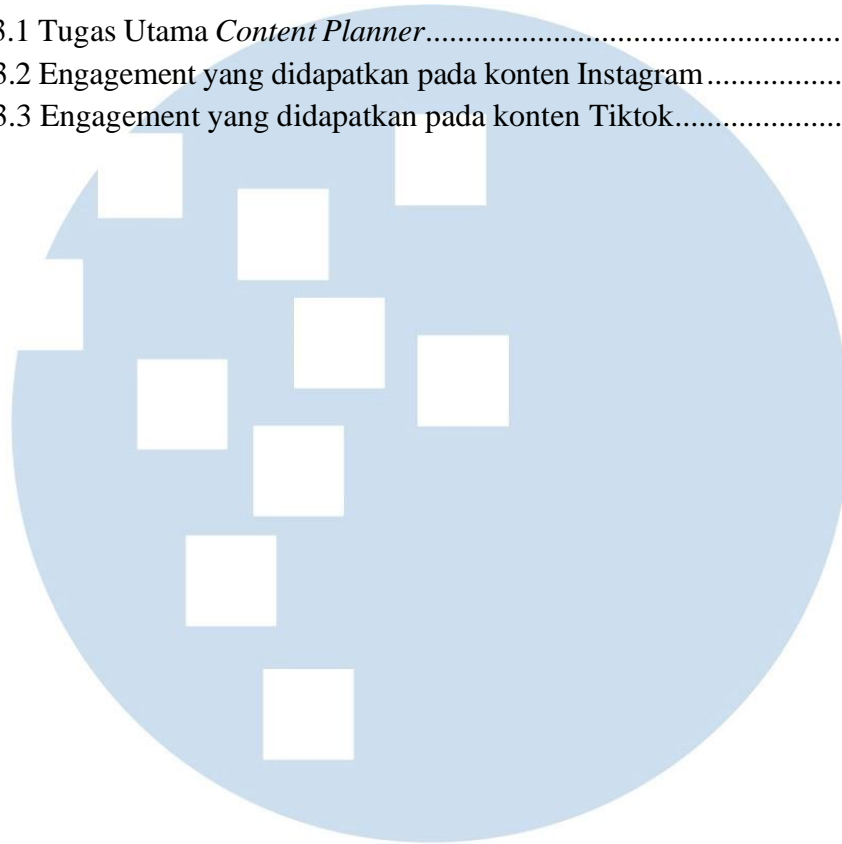 3.1 Tugas Utama Content Planner....................................................
3.2 Engagement yang didapatkan pada konten Instagram.................
3.3 Engagement yang didapatkan pada konten Tiktok.....................